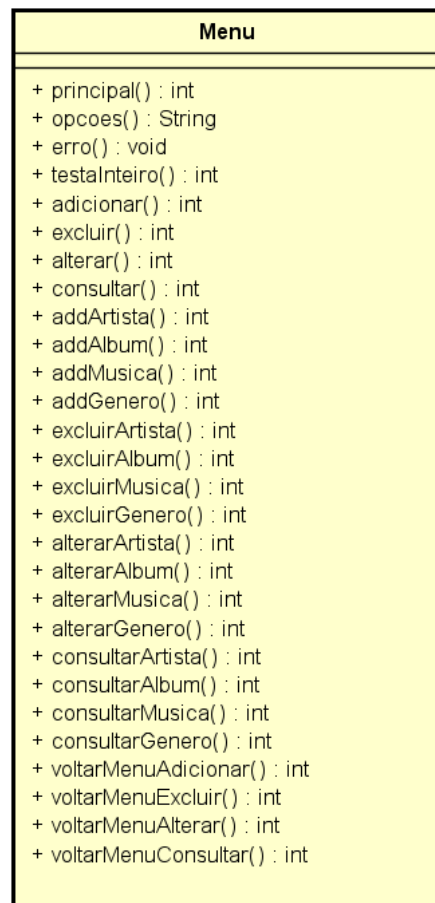 Menu
+ principal() : int
+ opcoes() : String
+ erro() : void
+ testaInteiro() : int
+ adicionar() : int
+ excluir() : int
+ alterar() : int
+ consultar() : int
+ addArtista() : int
+ addAlbum() : int
+ addMusica() : int
+ addGenero() : int
+ excluirArtista() : int
+ excluirAlbum() : int
+ excluirMusica() : int
+ excluirGenero() : int
+ alterarArtista() : int
+ alterarAlbum() : int
+ alterarMusica() : int
+ alterarGenero() : int
+ consultarArtista() : int
+ consultarAlbum() : int
+ consultarMusica() : int
+ consultarGenero() : int
+ voltarMenuAdicionar() : int
+ voltarMenuExcluir() : int
+ voltarMenuAlterar() : int
+ voltarMenuConsultar() : int